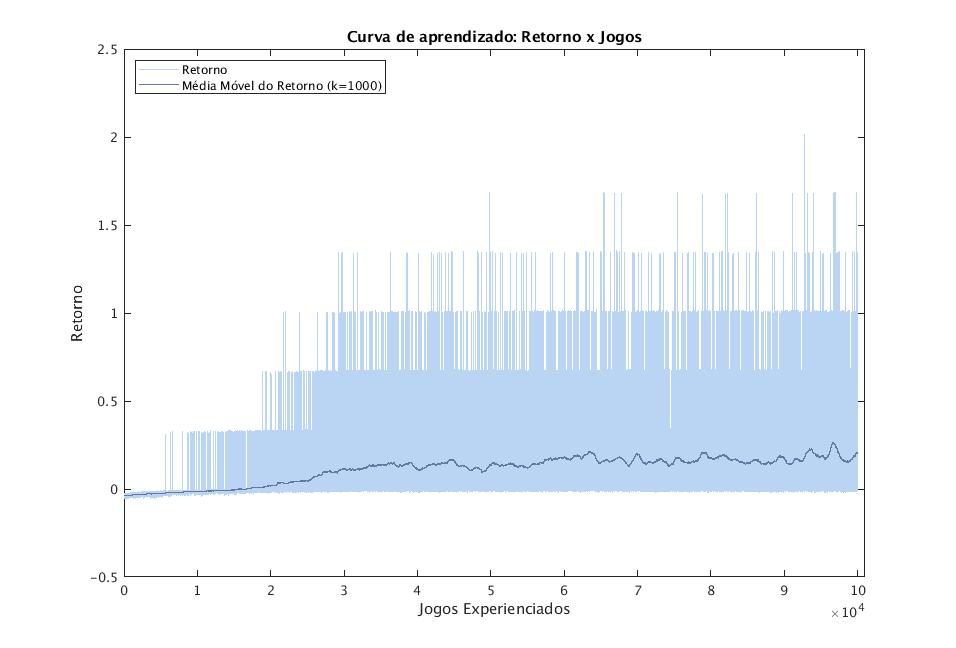 Curva de aprendizado: Retorno x Jogos
2.5
Retorno
Média Móvel do Retorno (k=1000)
2
1.5
Retorno
1
0.5
0
−0.5
0 1 2 3 4 5 6 7 8 9 10
Jogos Experienciados
×10⁴